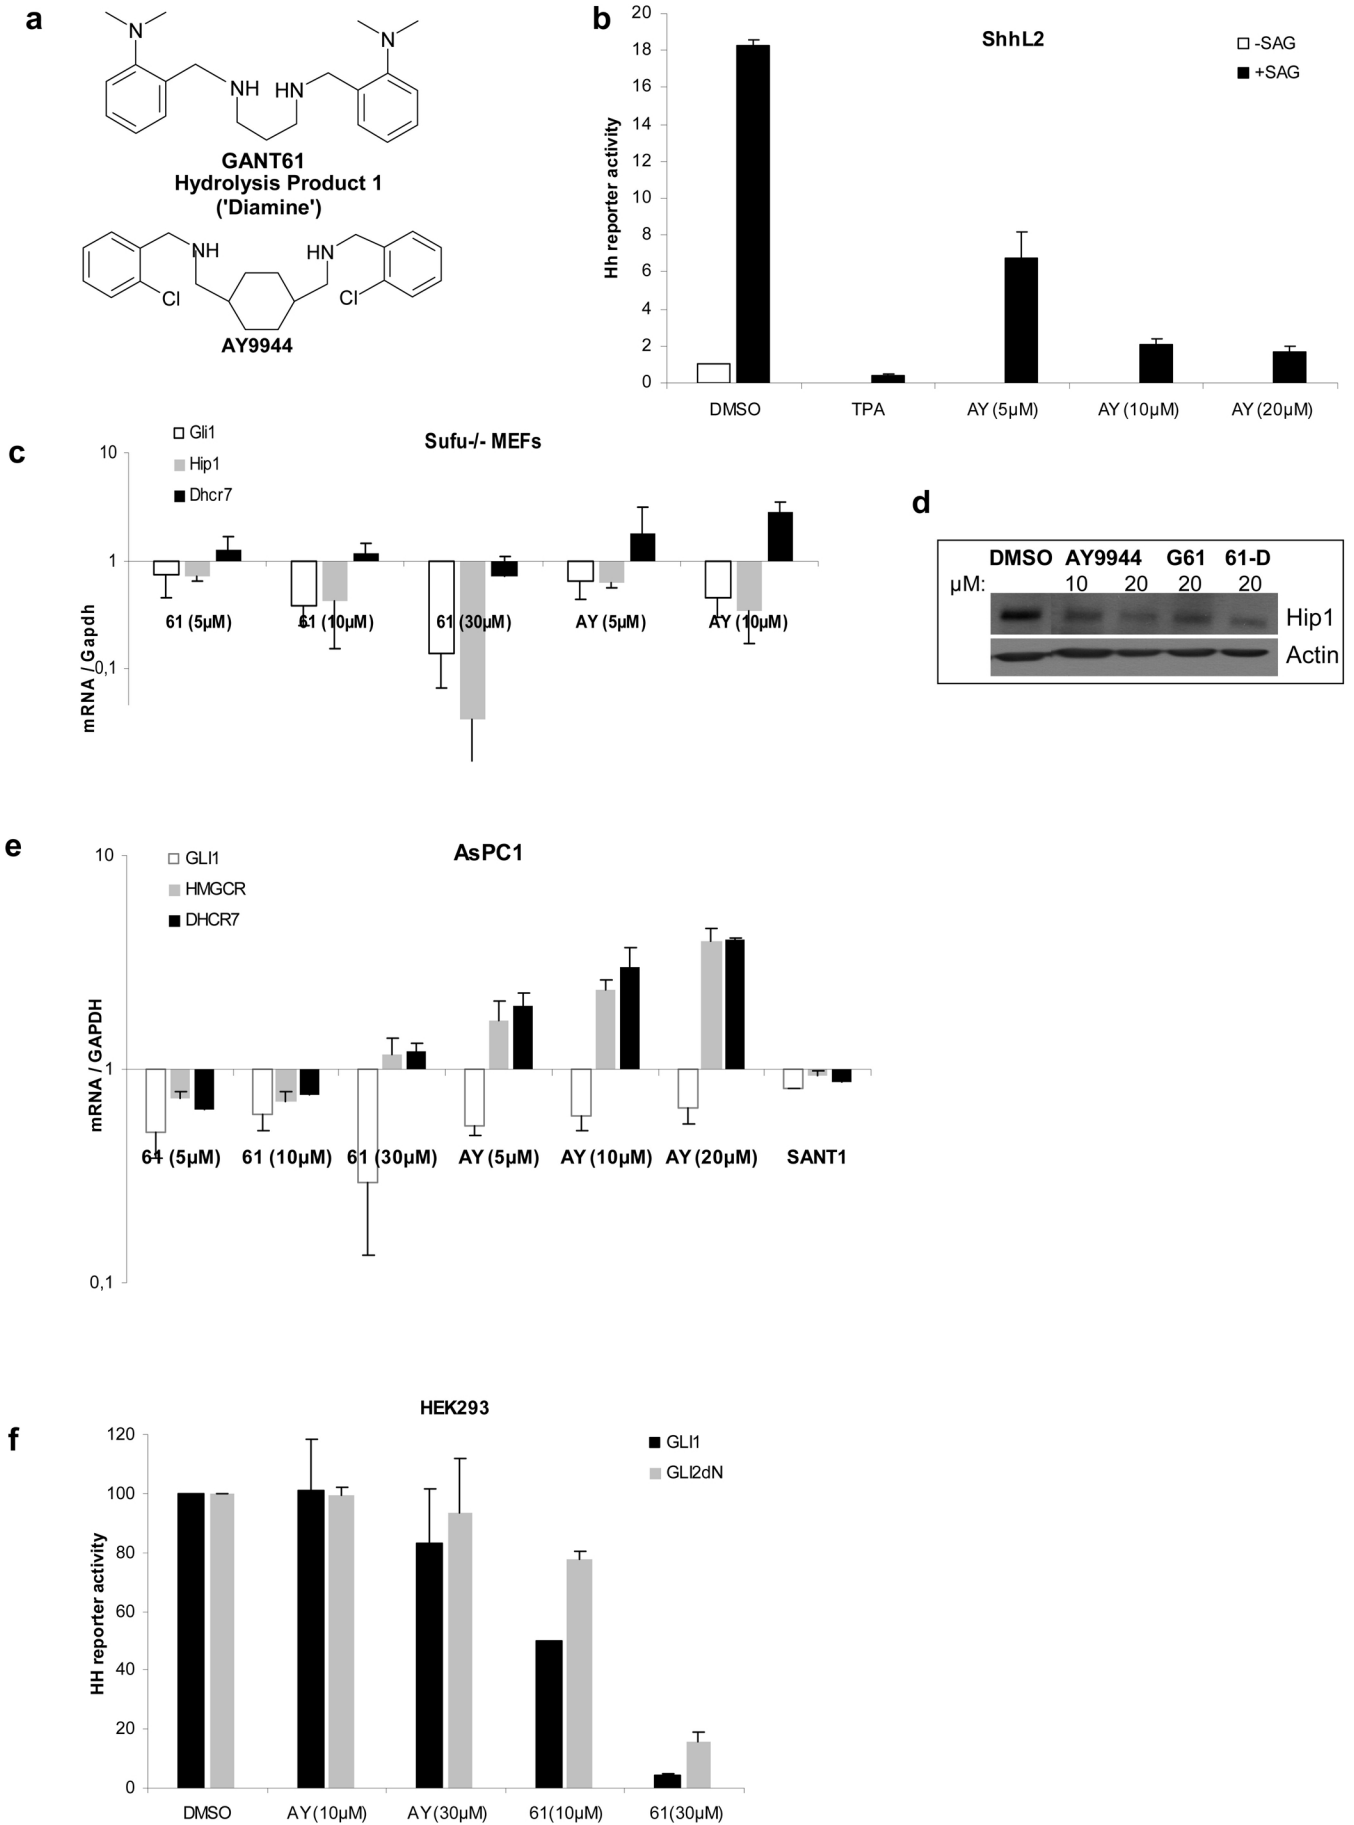 a
N
NH
HN
N
GANT61
Hydrolysis Product 1
('Diamine')
NH
HN
Cl
Cl
AY9944
b
ShhL2
-SAG
+SAG
Hh reporter activity
20
18
16
14
12
10
8
6
4
2
0
DMSO
TPA
AY (5µM)
AY (10µM)
AY (20µM)
c
Sufu-/- MEFs
Gli1
Hip1
Dhcr7
mRNA / Gapdh
10
1
0,1
61 (5µM)
61 (10µM)
61 (30µM)
AY (5µM)
AY (10µM)
d
DMSO AY9944 G61 61-D
µM: 10 20 20 20
Hip1
Actin
e
AsPC1
GLI1
HMGCR
DHCR7
mRNA / GAPDH
10
1
0,1
61 (5µM)
61 (10µM)
61 (30µM)
AY (5µM)
AY (10µM)
AY (20µM)
SANT1
f
HEK293
GLI1
GLI2dN
HH reporter activity
120
100
80
60
40
20
0
DMSO
AY (10µM)
AY (30µM)
61(10µM)
61(30µM)